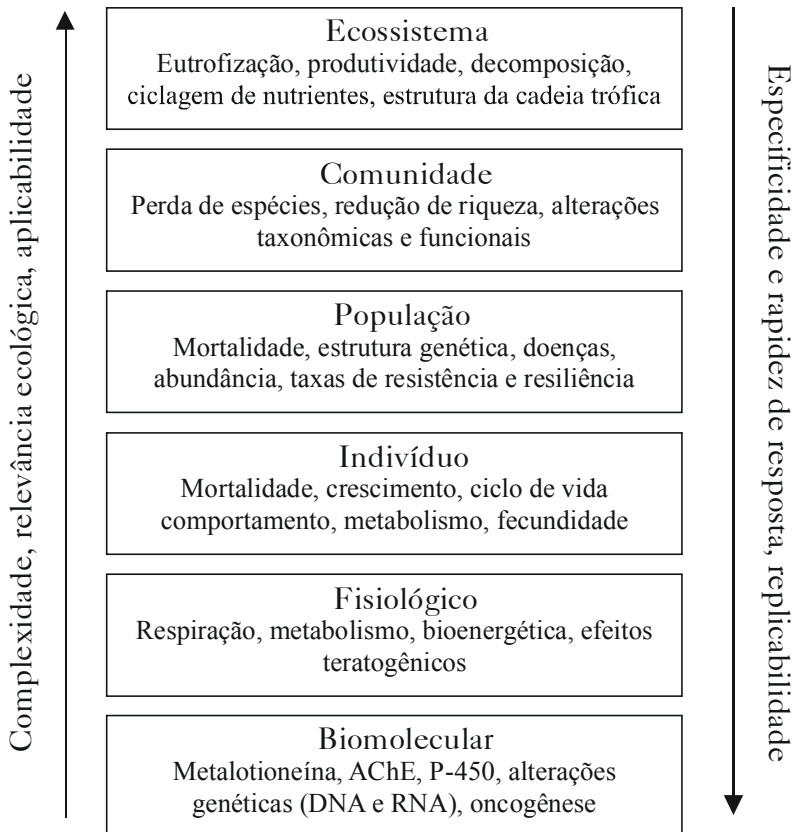 Complexidade, relevância ecológica, aplicabilidade
Ecossistema
Eutrofização, produtividade, decomposição,
ciclagem de nutrientes, estrutura da cadeia trófica
Comunidade
Perda de espécies, redução de riqueza, alterações
taxonômicas e funcionais
População
Mortalidade, estrutura genética, doenças,
abundância, taxas de resistência e resiliência
Indivíduo
Mortalidade, crescimento, ciclo de vida
comportamento, metabolismo, fecundidade
Fisiológico
Respiração, metabolismo, bioenergética, efeitos
teratogênicos
Biomolecular
Metalotioneína, AChE, P-450, alterações
genéticas (DNA e RNA), oncogênese
Especificidade e rapidez de resposta, replicabilidade